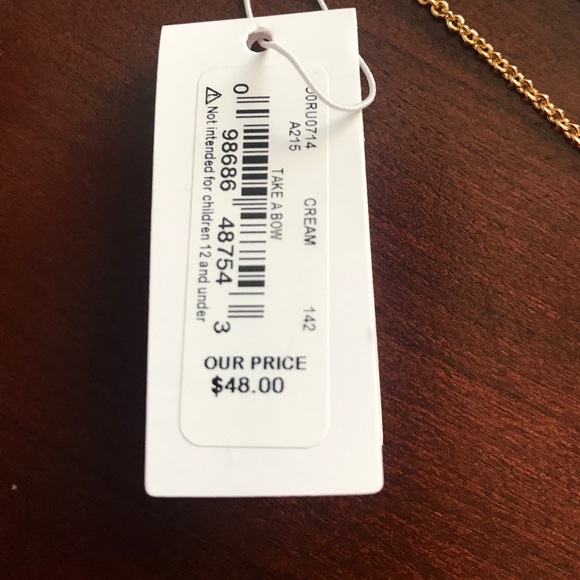 00RU0714 CREAM 142
A215
TAKE A BOW
0 98686 48754 3
Not intended for children 12 and under
OUR PRICE
$48.00